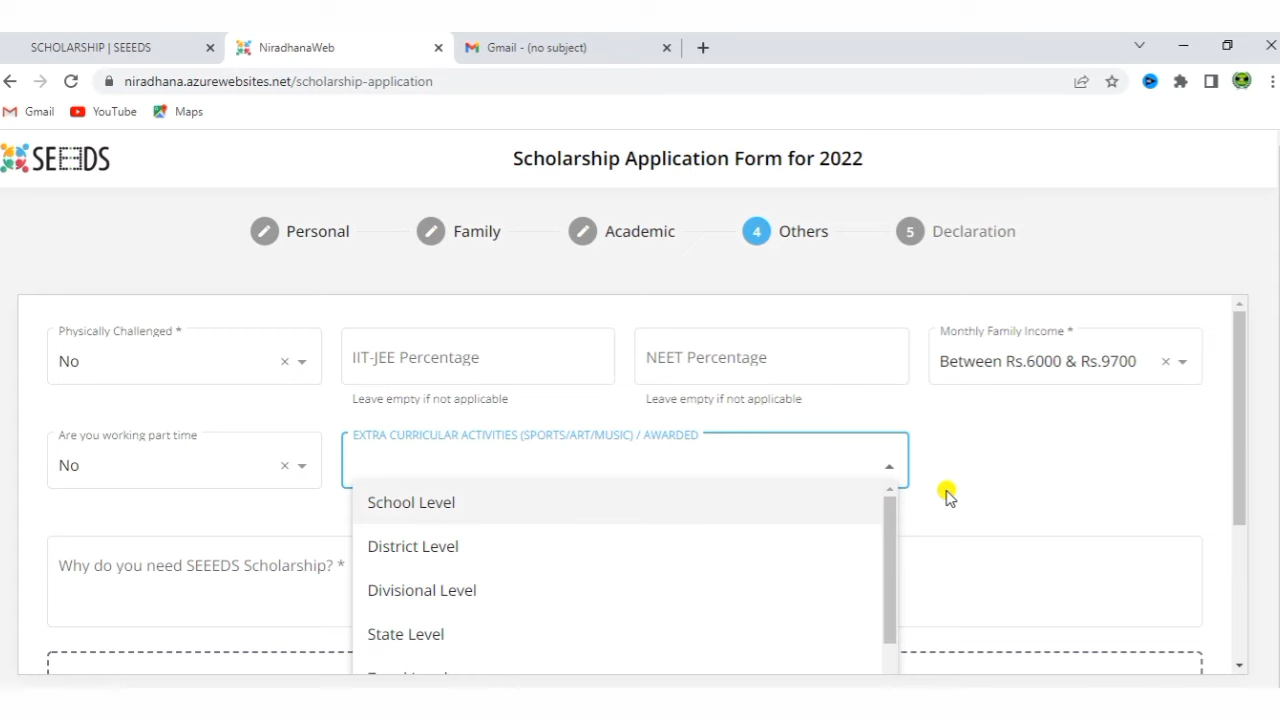 SCHOLARSHIP | SEEEDS
NiradhanaWeb
Gmail - (no subject)
niradhana.azurewebsites.net/scholarship-application
Gmail
YouTube
Maps
SEEEDS
Scholarship Application Form for 2022
Personal
Family
Academic
4 Others
5 Declaration
Physically Challenged *
No
IIT-JEE Percentage
Leave empty if not applicable
NEET Percentage
Leave empty if not applicable
Monthly Family Income *
Between Rs.6000 & Rs.9700
Are you working part time
No
EXTRA CURRICULAR ACTIVITIES (SPORTS/ART/MUSIC) / AWARDED
School Level
District Level
Divisional Level
State Level
Why do you need SEEEDS Scholarship? *